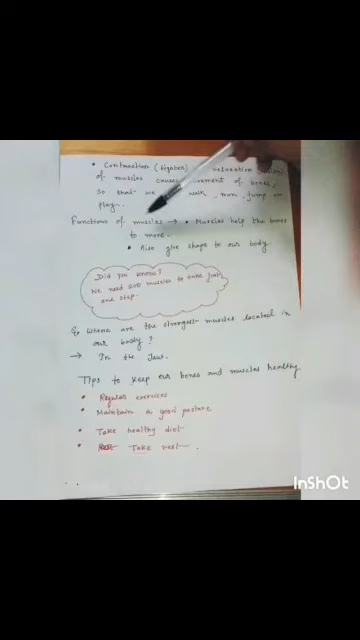 • Contraction (tighten) relaxation
of muscles causes movement of bones,
so that we walk, run, jump or
play.
Functions of muscles → • Muscles help the bones
to move.
• Also give shape to our body
Did you know?
We need 200 muscles to take just
one step.
Q. Where are the strongest muscles located in
our body?
→ In the Jaw.
Tips to keep our bones and muscles healthy
• Regular exercises
• Maintain a good posture
• Take healthy diet
• Take rest.
InShOt